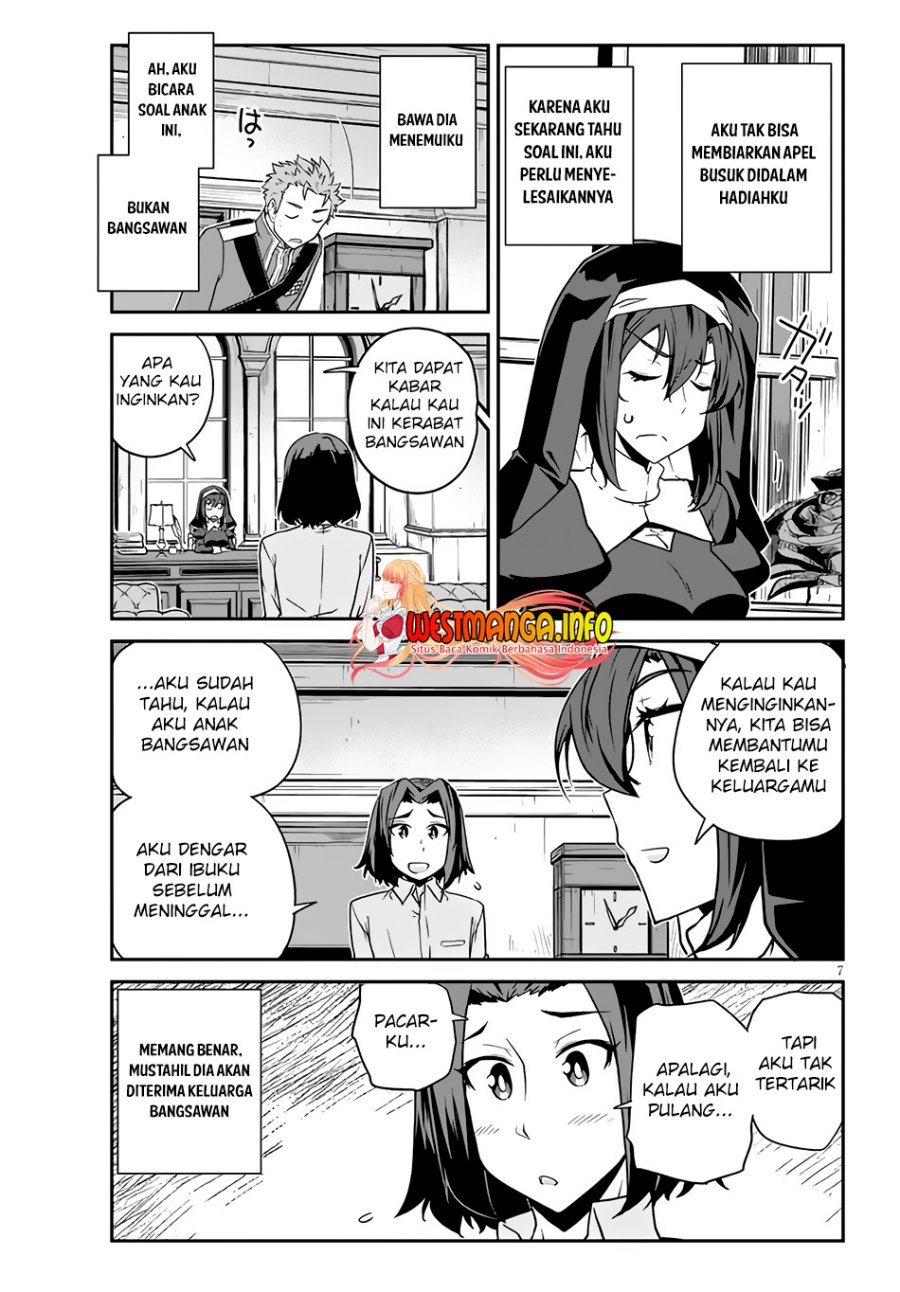 AKU TAK BISA
MEMBIARKAN APEL
BUSUK DIDALAM
HADIAHKU
KARENA AKU
SEKARANG TAHU
SOAL INI, AKU
PERLU MENYE-
LESAIKANNYA
ガタッ
BAWA DIA
MENEMUIKU
はっ
AH, AKU
BICARA
SOAL ANAK
INI,
BUKAN
BANGSAWAN
KITA DAPAT
KABAR
KALAU KAU
INI KERABAT
BANGSAWAN
APA
YANG KAU
INGINKAN?
WESTMANGA.INFO
Situs Baca Komik Berbahasa Indonesia
KALAU KAU
MENGINGINKAN-
NYA, KITA BISA
MEMBANTUMU
KEMBALI KE
KELUARGAMU
...AKU SUDAH
TAHU, KALAU
AKU ANAK
BANGSAWAN
AKU DENGAR
DARI IBUKU
SEBELUM
MENINGGAL...
7
TAPI
AKU TAK
TERTARIK
APALAGI,
KALAU AKU
PULANG...
PACAR-
KU...
MEMANG BENAR,
MUSTAHIL DIA AKAN
DITERIMA KELUARGA
BANGSAWAN